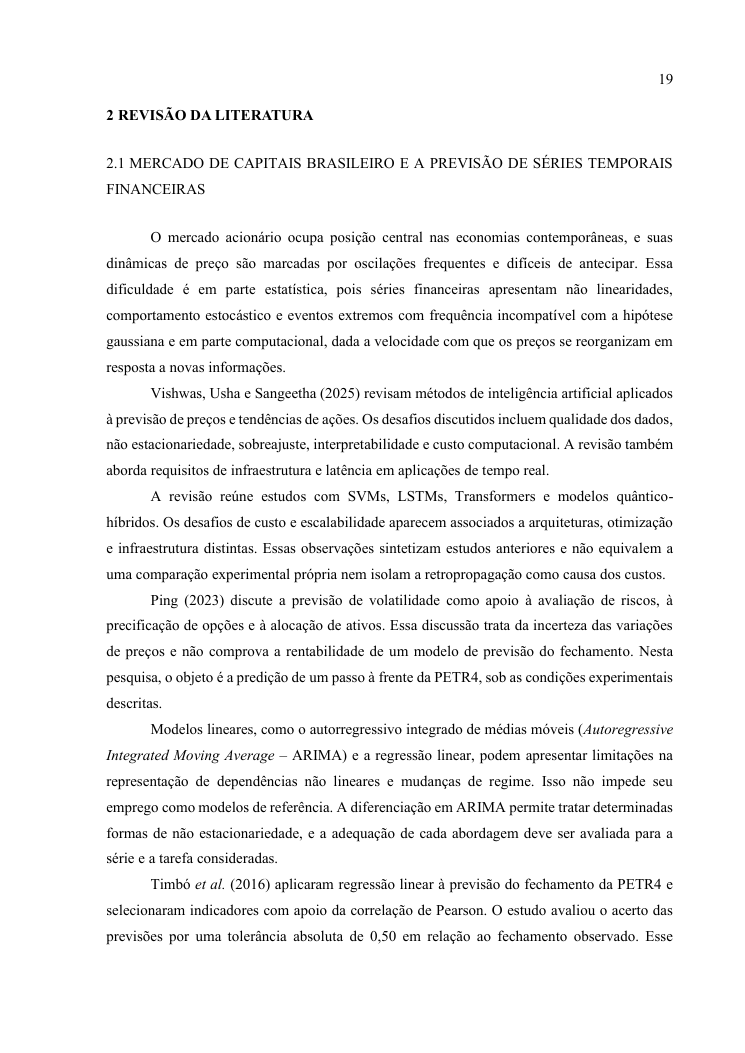 19
2 REVISÃO DA LITERATURA
2.1 MERCADO DE CAPITAIS BRASILEIRO E A PREVISÃO DE SÉRIES TEMPORAIS
FINANCEIRAS
O mercado acionário ocupa posição central nas economias contemporâneas, e suas
dinâmicas de preço são marcadas por oscilações frequentes e difíceis de antecipar. Essa
dificuldade é em parte estatística, pois séries financeiras apresentam não linearidades,
comportamento estocástico e eventos extremos com frequência incompatível com a hipótese
gaussiana e em parte computacional, dada a velocidade com que os preços se reorganizam em
resposta a novas informações.
Vishwas, Usha e Sangeetha (2025) revisam métodos de inteligência artificial aplicados
à previsão de preços e tendências de ações. Os desafios discutidos incluem qualidade dos dados,
não estacionariedade, sobreajuste, interpretabilidade e custo computacional. A revisão também
aborda requisitos de infraestrutura e latência em aplicações de tempo real.
A revisão reúne estudos com SVMs, LSTMs, Transformers e modelos quântico-
híbridos. Os desafios de custo e escalabilidade aparecem associados a arquiteturas, otimização
e infraestrutura distintas. Essas observações sintetizam estudos anteriores e não equivalem a
uma comparação experimental própria nem isolam a retropropagação como causa dos custos.
Ping (2023) discute a previsão de volatilidade como apoio à avaliação de riscos, à
precificação de opções e à alocação de ativos. Essa discussão trata da incerteza das variações
de preços e não comprova a rentabilidade de um modelo de previsão do fechamento. Nesta
pesquisa, o objeto é a predição de um passo à frente da PETR4, sob as condições experimentais
descritas.
Modelos lineares, como o autorregressivo integrado de médias móveis (Autoregressive
Integrated Moving Average – ARIMA) e a regressão linear, podem apresentar limitações na
representação de dependências não lineares e mudanças de regime. Isso não impede seu
emprego como modelos de referência. A diferenciação em ARIMA permite tratar determinadas
formas de não estacionariedade, e a adequação de cada abordagem deve ser avaliada para a
série e a tarefa consideradas.
Timbó et al. (2016) aplicaram regressão linear à previsão do fechamento da PETR4 e
selecionaram indicadores com apoio da correlação de Pearson. O estudo avaliou o acerto das
previsões por uma tolerância absoluta de 0,50 em relação ao fechamento observado. Esse